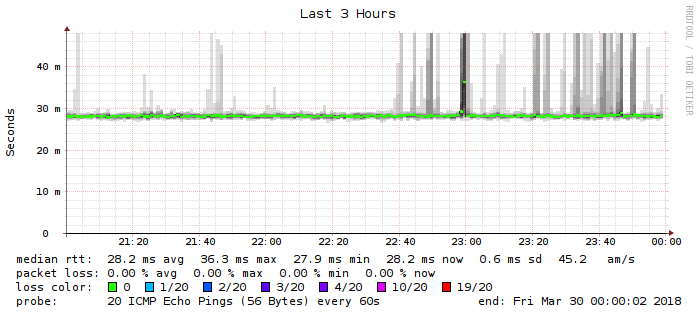 Last 3 Hours
RRDTOOL / TOBI OETIKER
Seconds
40 m
30 m
20 m
10 m
0
21:20 21:40 22:00 22:20 22:40 23:00 23:20 23:40 00:00
median rtt: 28.2 ms avg 36.3 ms max 27.9 ms min 28.2 ms now 0.6 ms sd 45.2 am/s
packet loss: 0.00 % avg 0.00 % max 0.00 % min 0.00 % now
loss color: 0 1/20 2/20 3/20 4/20 10/20 19/20
probe: 20 ICMP Echo Pings (56 Bytes) every 60s end: Fri Mar 30 00:00:02 2018